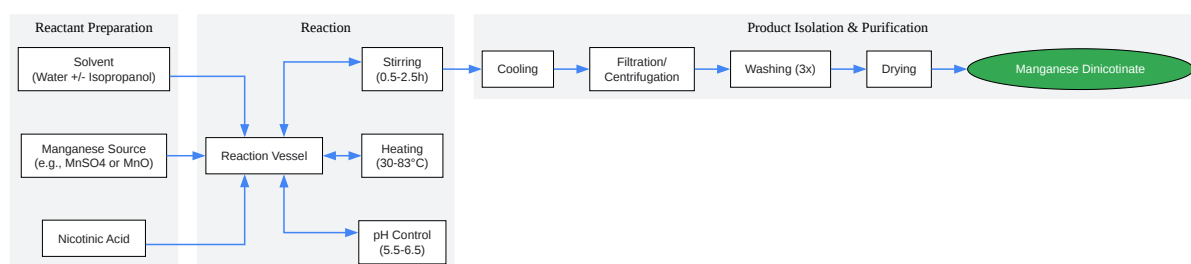 Reactant Preparation
Solvent
(Water +/- Isopropanol)
Manganese Source
(e.g., MnSO4 or MnO)
Nicotinic Acid
Reaction
Reaction Vessel
Stirring
(0.5-2.5h)
Heating
(30-83°C)
pH Control
(5.5-6.5)
Product Isolation & Purification
Cooling
Filtration/
Centrifugation
Washing (3x)
Drying
Manganese Dinicotinate